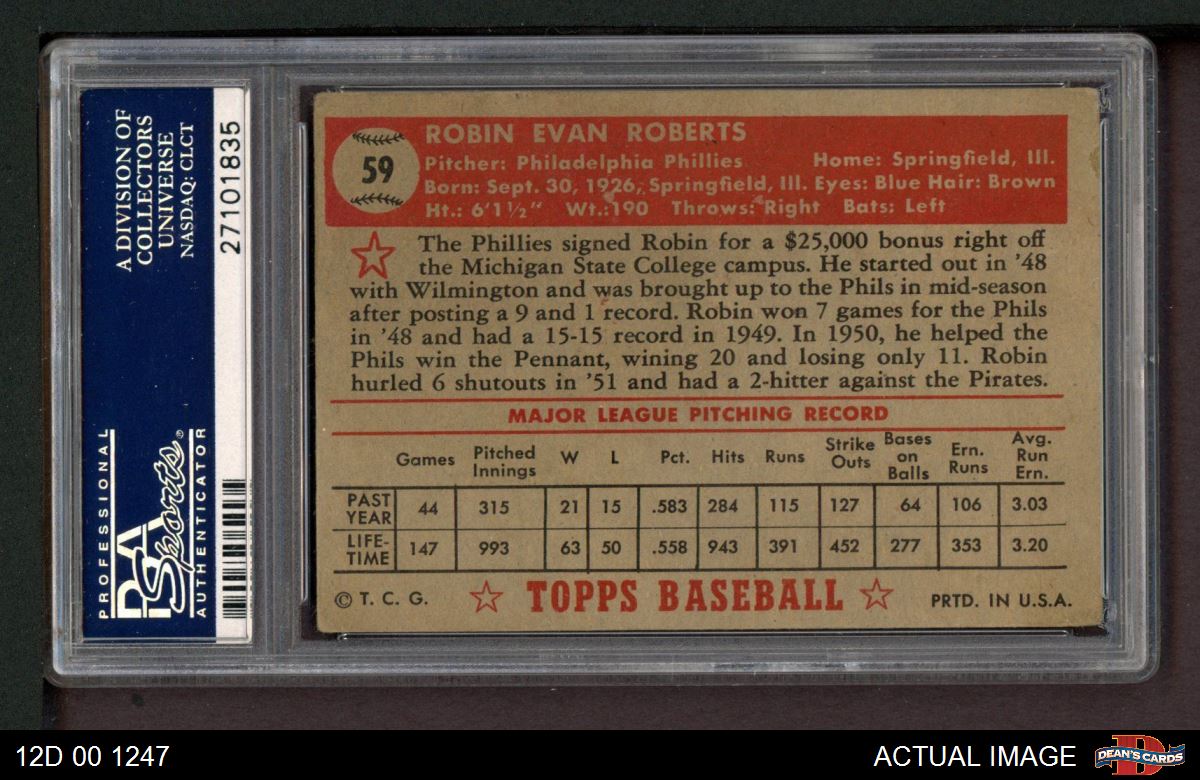 A DIVISION OF
COLLECTORS
UNIVERSE
NASDAQ: CLCT
27101835
PROFESSIONAL
PSA
Sports®
AUTHENTICATOR
59
ROBIN EVAN ROBERTS
Pitcher: Philadelphia Phillies Home: Springfield, Ill.
Born: Sept. 30, 1926, Springfield, Ill. Eyes: Blue Hair: Brown
Ht.: 6'1½" Wt.:190 Throws: Right Bats: Left
The Phillies signed Robin for a $25,000 bonus right off
the Michigan State College campus. He started out in '48
with Wilmington and was brought up to the Phils in mid-season
after posting a 9 and 1 record. Robin won 7 games for the Phils
in '48 and had a 15-15 record in 1949. In 1950, he helped the
Phils win the Pennant, wining 20 and losing only 11. Robin
hurled 6 shutouts in '51 and had a 2-hitter against the Pirates.
MAJOR LEAGUE PITCHING RECORD
Games Pitched Innings W L Pct. Hits Runs Strike Outs Bases on Balls Ern. Runs Avg. Run Ern.
PAST YEAR 44 315 21 15 .583 284 115 127 64 106 3.03
LIFE-TIME 147 993 63 50 .558 943 391 452 277 353 3.20
© T. C. G. TOPPS BASEBALL PRTD. IN U.S.A.
12D 00 1247 ACTUAL IMAGE DEAN'S CARDS